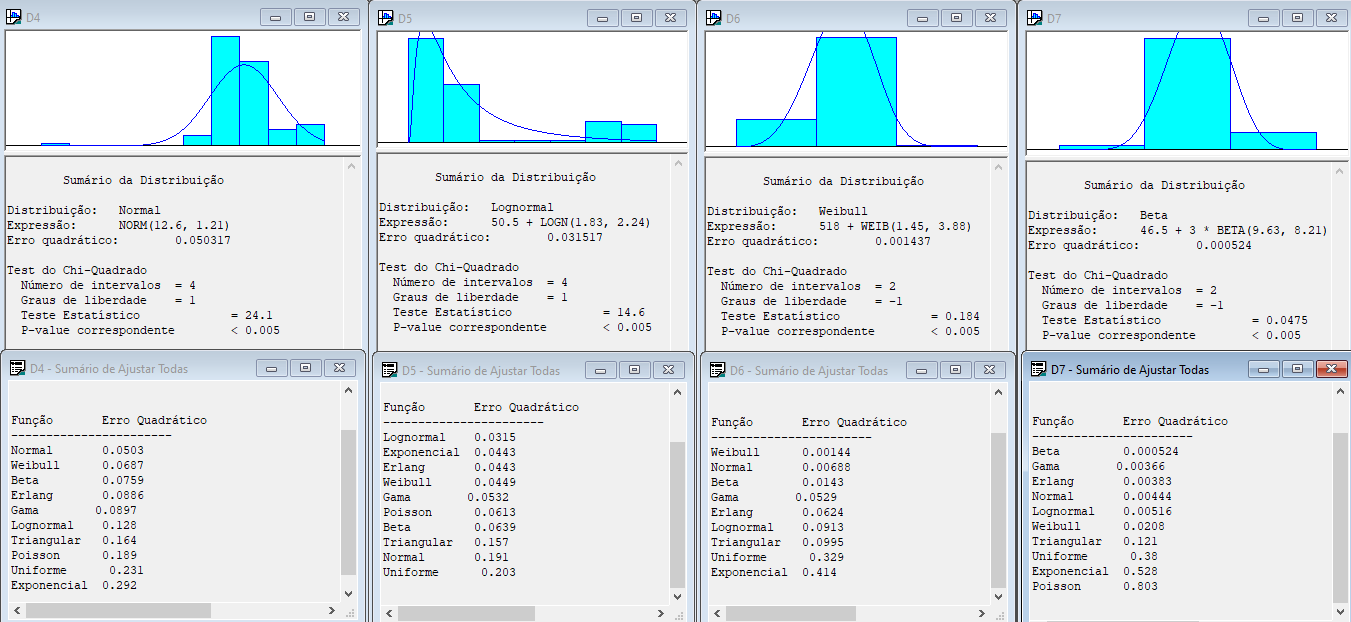 D4
Sumário da Distribuição
Distribuição: Normal
Expressão: NORM(12.6, 1.21)
Erro quadrático: 0.050317
Test do Chi-Quadrado
Número de intervalos = 4
Graus de liberdade = 1
Teste Estatístico = 24.1
P-value correspondente < 0.005
D5
Sumário da Distribuição
Distribuição: Lognormal
Expressão: 50.5 + LOGN(1.83, 2.24)
Erro quadrático: 0.031517
Test do Chi-Quadrado
Número de intervalos = 4
Graus de liberdade = 1
Teste Estatístico = 14.6
P-value correspondente < 0.005
D6
Sumário da Distribuição
Distribuição: Weibull
Expressão: 518 + WEIB(1.45, 3.88)
Erro quadrático: 0.001437
Test do Chi-Quadrado
Número de intervalos = 2
Graus de liberdade = -1
Teste Estatístico = 0.184
P-value correspondente < 0.005
D7
Sumário da Distribuição
Distribuição: Beta
Expressão: 46.5 + 3 * BETA(9.63, 8.21)
Erro quadrático: 0.000524
Test do Chi-Quadrado
Número de intervalos = 2
Graus de liberdade = -1
Teste Estatístico = 0.0475
P-value correspondente < 0.005
D4 - Sumário de Ajustar Todas
Função Erro Quadrático
-----------------------
Normal 0.0503
Weibull 0.0687
Beta 0.0759
Erlang 0.0886
Gama 0.0897
Lognormal 0.128
Triangular 0.164
Poisson 0.189
Uniforme 0.231
Exponencial 0.292
D5 - Sumário de Ajustar Todas
Função Erro Quadrático
-----------------------
Lognormal 0.0315
Exponencial 0.0443
Erlang 0.0443
Weibull 0.0449
Gama 0.0532
Poisson 0.0613
Beta 0.0639
Triangular 0.157
Normal 0.191
Uniforme 0.203
D6 - Sumário de Ajustar Todas
Função Erro Quadrático
-----------------------
Weibull 0.00144
Normal 0.00688
Beta 0.0143
Gama 0.0529
Erlang 0.0624
Lognormal 0.0913
Triangular 0.0995
Uniforme 0.329
Exponencial 0.414
D7 - Sumário de Ajustar Todas
Função Erro Quadrático
-----------------------
Beta 0.000524
Gama 0.00366
Erlang 0.00383
Normal 0.00444
Lognormal 0.00516
Weibull 0.0208
Triangular 0.121
Uniforme 0.38
Exponencial 0.528
Poisson 0.803